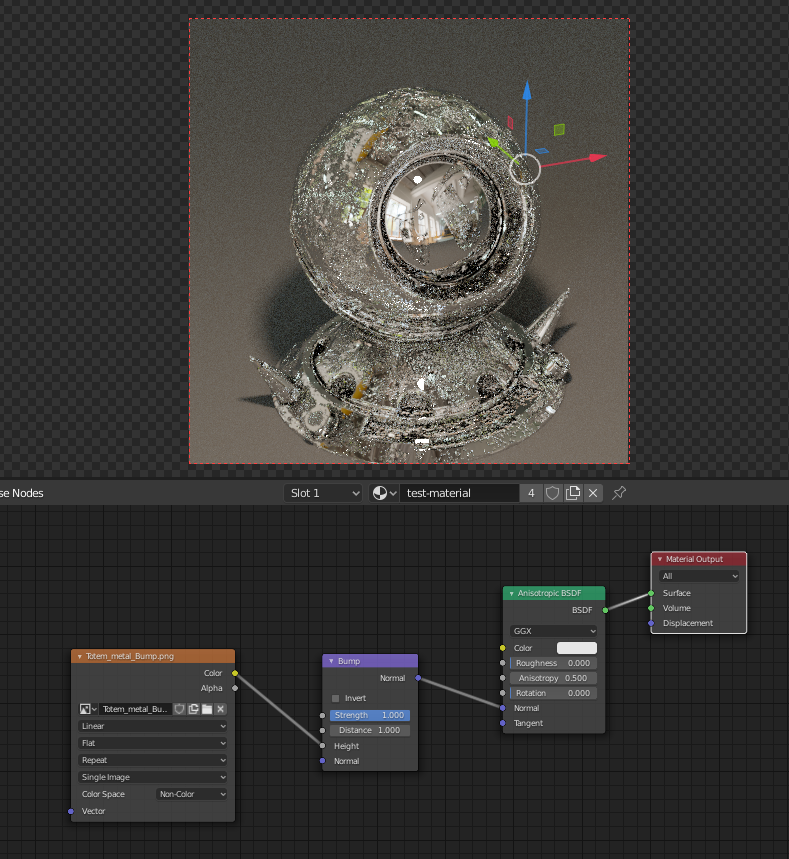 se Nodes
Slot 1
test-material
4
Material Output
All
Surface
Volume
Displacement
Anisotropic BSDF
BSDF
GGX
Color
Roughness 0.000
Anisotropy 0.500
Rotation 0.000
Normal
Tangent
Totem_metal_Bump.png
Color
Alpha
Totem_metal_Bu..
Linear
Flat
Repeat
Single Image
Color Space Non-Color
Vector
Bump
Normal
Invert
Strength 1.000
Distance 1.000
Height
Normal